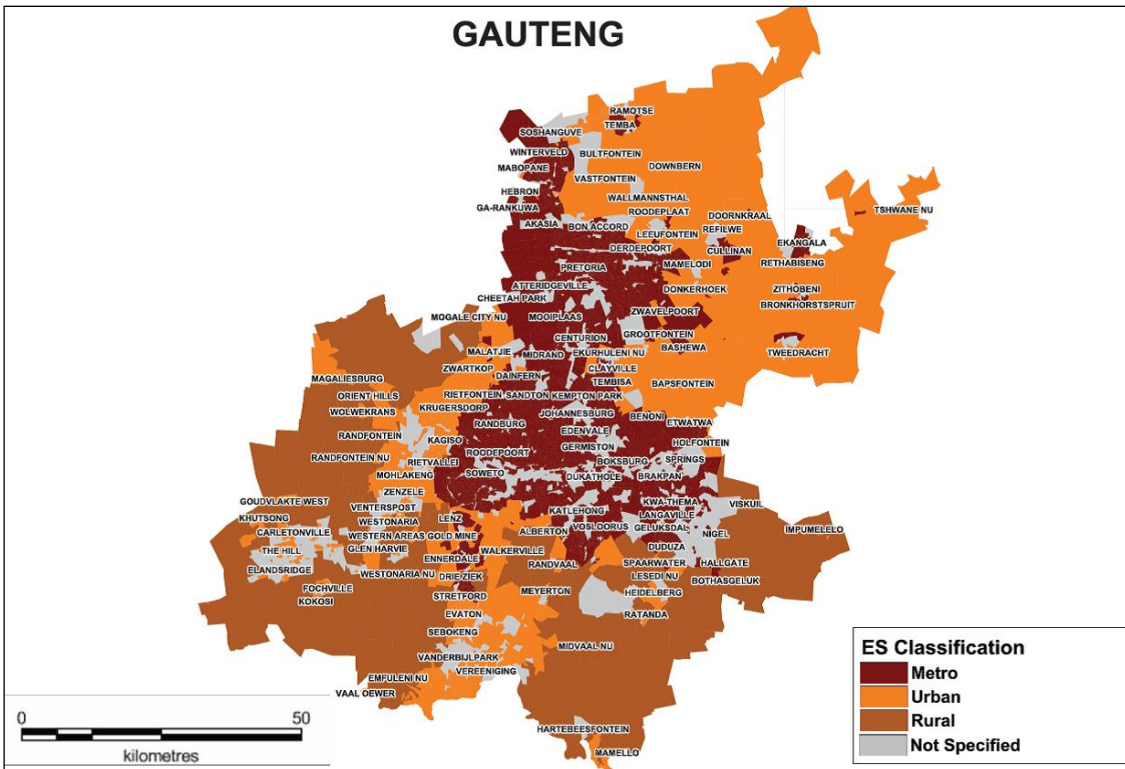 GAUTENG
RAMOTSE
TEMBA
SOSHANGUVE
WINTERVELD
BULTFONTEIN
MABOPANE
DOWNBERN
VASTFONTEIN
HEBRON
WALLMANNSTHAL
GA-RANKUWA
ROODEPLAAT
DOORNKRAAL
TSHWANE NU
AKASIA
BON ACCORD
LEEUFONTEIN
REFILWE
DERDEPOORT
CULLINAN
EKANGALA
PRETORIA
MAMELODI
RETHABISENG
ATTERIDGEVILLE
DONKERHOEK
ZITHOBENI
CHEETAH PARK
BRONKHORSTSPRUIT
MOGALE CITY NU
MOOIPLAAS
ZWAVELPOORT
CENTURION
GROOTFONTEIN
BASHEWA
MALATJIE
MIDRAND
EKURHULENI NU
TWEEDRACHT
ZWARTKOP
DAINFERN
CLAYVILLE
MAGALIESBURG
TEMBISA
BAPSFONTEIN
ORIENT HILLS
RIETFONTEIN
SANDTON
KEMPTON PARK
WOLWEKRANS
KRUGERSDORP
JOHANNESBURG
BENONI
RANDFONTEIN
KAGISO
RANDBURG
EDENVALE
ETWATWA
GERMISTON
HOLFONTEIN
RANDFONTEIN NU
RIETVALLEI
ROODEPOORT
BOKSBURG
SPRINGS
MOHLAKENG
SOWETO
DUKATHOLE
BRAKPAN
ZENZELE
GOUDVLAKTE WEST
VENTERSPOST
KWA-THEMA
VISKUIL
KHUTSONG
WESTONARIA
LENZ
KATLEHONG
LANGAVILLE
CARLETONVILLE
WESTERN AREAS GOLD MINE
ALBERTON
VOSLOORUS
GELUKSDAL
NIGEL
IMPUMELELO
THE HILL
GLEN HARVIE
WALKERVILLE
DUDUZA
ELANDSRIDGE
ENNERDALE
RANDVAAL
SPAARWATER
HALLGATE
WESTONARIA NU
DRIE ZIEK
LESEDI NU
BOTHASGELUK
FOCHVILLE
STRETFORD
MEYERTON
HEIDELBERG
KOKOSI
EVATON
RATANDA
SEBOKENG
MIDVAAL NU
VANDERBIJLPARK
VEREENIGING
EMFULENI NU
VAAL OEWER
HARTEBEESFONTEIN
MAMELLO
ES Classification
Metro
Urban
Rural
Not Specified
0 50
kilometres